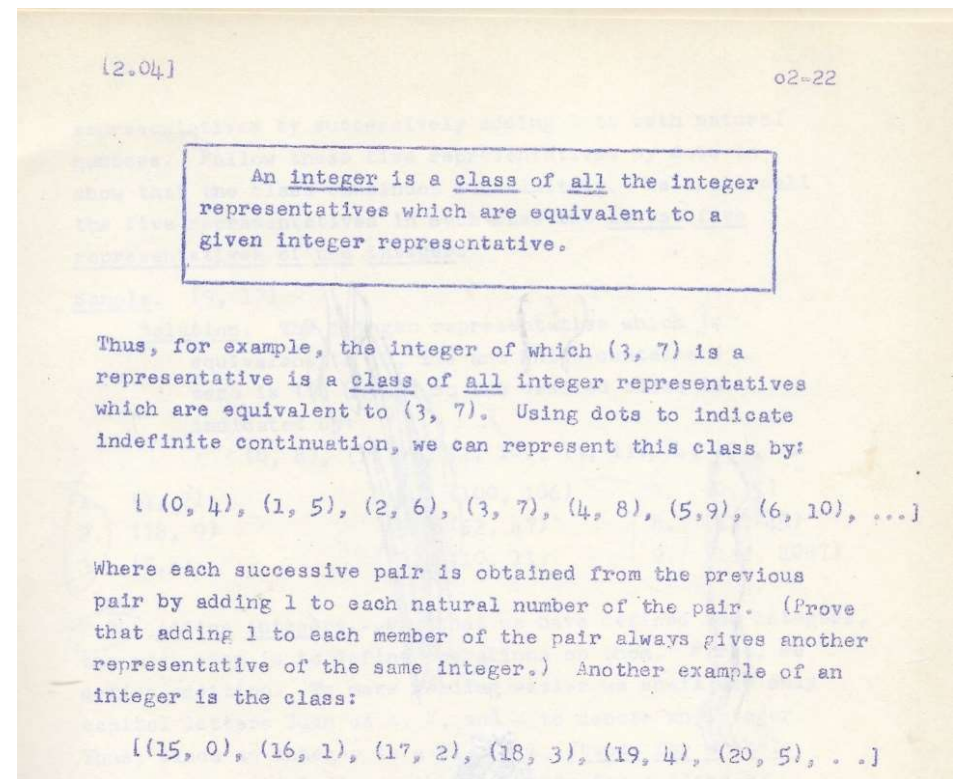 [2.04]
o2-22
An integer is a class of all the integer
representatives which are equivalent to a
given integer representative.
Thus, for example, the integer of which (3, 7) is a
representative is a class of all integer representatives
which are equivalent to (3, 7). Using dots to indicate
indefinite continuation, we can represent this class by:
[(0, 4), (1, 5), (2, 6), (3, 7), (4, 8), (5,9), (6, 10), ...]
Where each successive pair is obtained from the previous
pair by adding 1 to each natural number of the pair. (Prove
that adding 1 to each member of the pair always gives another
representative of the same integer.) Another example of an
integer is the class:
[(15, 0), (16, 1), (17, 2), (18, 3), (19, 4), (20, 5), . .]